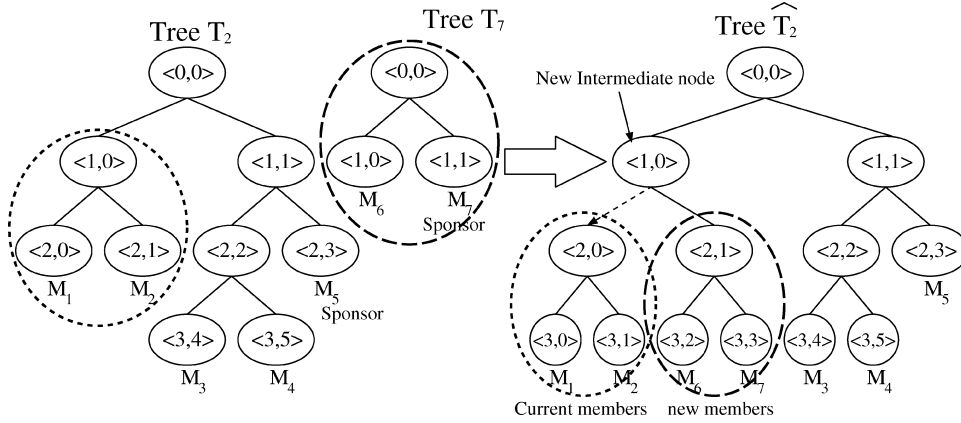 Tree T2
Tree T7
Tree T̂2
<0,0>
<0,0>
New Intermediate node
<0,0>
<1,0>
<1,1>
<1,0>
<1,1>
<1,0>
<1,1>
M6
M7
Sponsor
<2,0>
<2,1>
<2,2>
<2,3>
<2,0>
<2,1>
<2,2>
<2,3>
M1
M2
M5
Sponsor
M5
<3,4>
<3,5>
<3,0>
<3,1>
<3,2>
<3,3>
<3,4>
<3,5>
M3
M4
M1
M2
M6
M7
M3
M4
Current members
new members